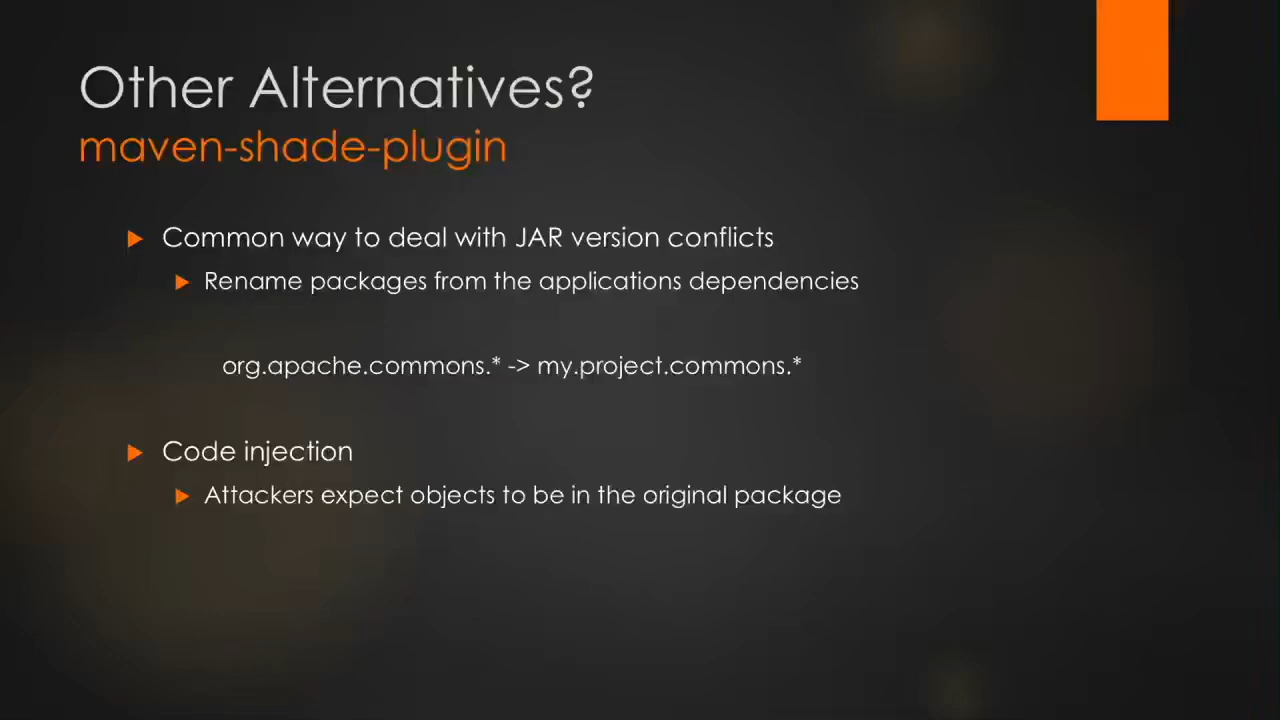 Other Alternatives?
maven-shade-plugin
Common way to deal with JAR version conflicts
Rename packages from the applications dependencies
org.apache.commons.* -> my.project.commons.*
Code injection
Attackers expect objects to be in the original package